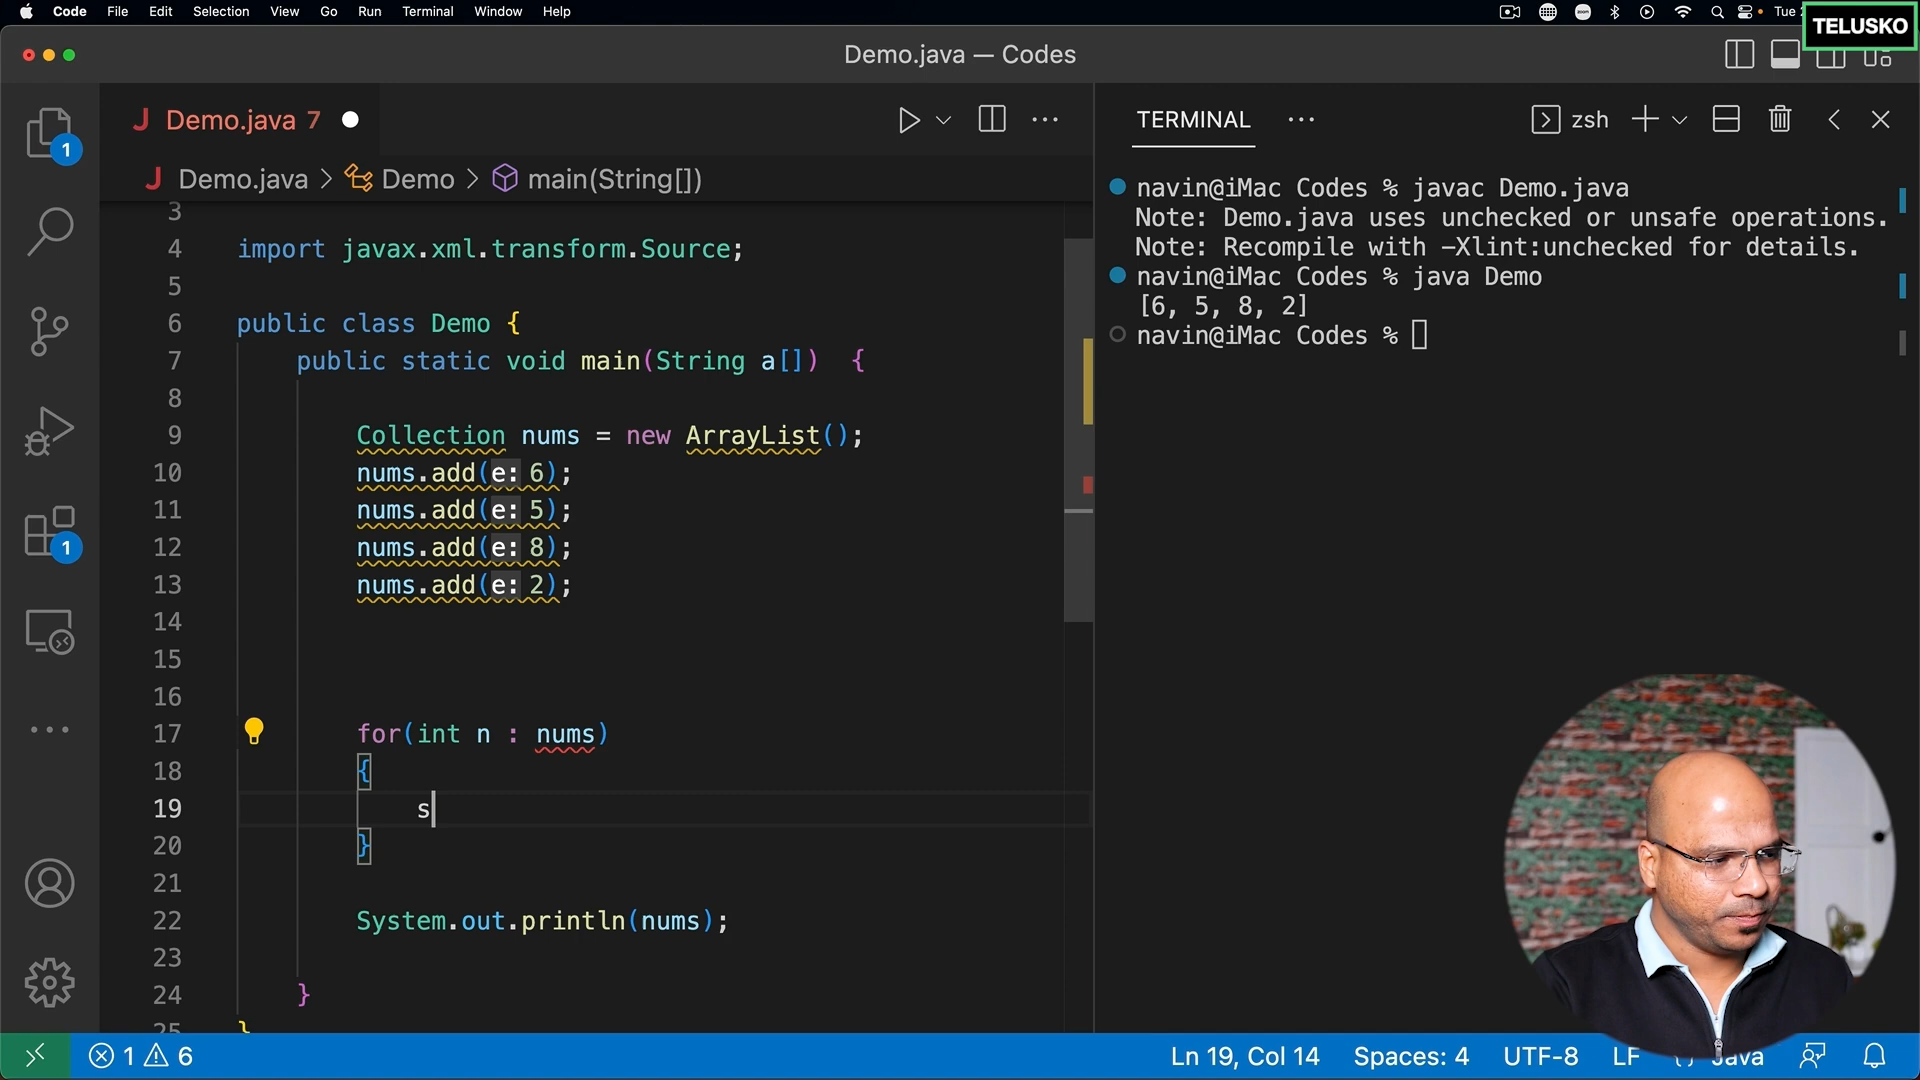 Code File Edit Selection View Go Run Terminal Window Help
zoom
Tue
TELUSKO
Demo.java — Codes
Demo.java 7
TERMINAL
zsh
Demo.java > Demo > main(String[])
1
1
3
4 import javax.xml.transform.Source;
5
6 public class Demo {
7 public static void main(String a[]) {
8
9 Collection nums = new ArrayList();
10 nums.add(e: 6);
11 nums.add(e: 5);
12 nums.add(e: 8);
13 nums.add(e: 2);
14
15
16
17 for(int n : nums)
18 {
19 s
20 }
21
22 System.out.println(nums);
23
24 }
25 }
navin@iMac Codes % javac Demo.java
Note: Demo.java uses unchecked or unsafe operations.
Note: Recompile with -Xlint:unchecked for details.
navin@iMac Codes % java Demo
[6, 5, 8, 2]
navin@iMac Codes %
1 6
Ln 19, Col 14 Spaces: 4 UTF-8 LF Java